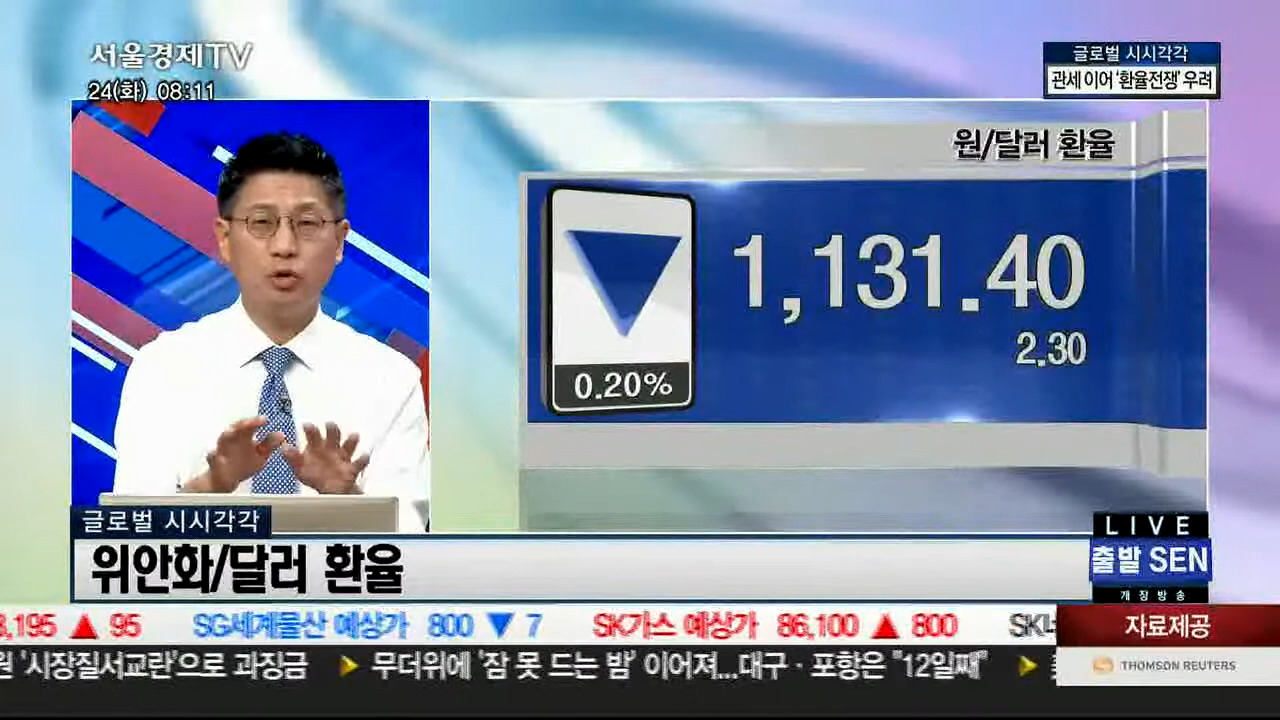 서울경제TV
24(화) 08:11
글로벌 시시각각
관세 이어 '환율전쟁' 우려
원/달러 환율
1,131.40
2.30
0.20%
글로벌 시시각각
위안화/달러 환율
LIVE
출발 SEN
개장방송
3,195 ▲ 95 SG세계물산 예상가 800 ▼ 7 SK가스 예상가 86,100 ▲ 800
자료제공
원 '시장질서교란'으로 과징금 ▶ 무더위에 '잠 못 드는 밤' 이어져...대구·포항은 "12일째" ▶
THOMSON REUTERS